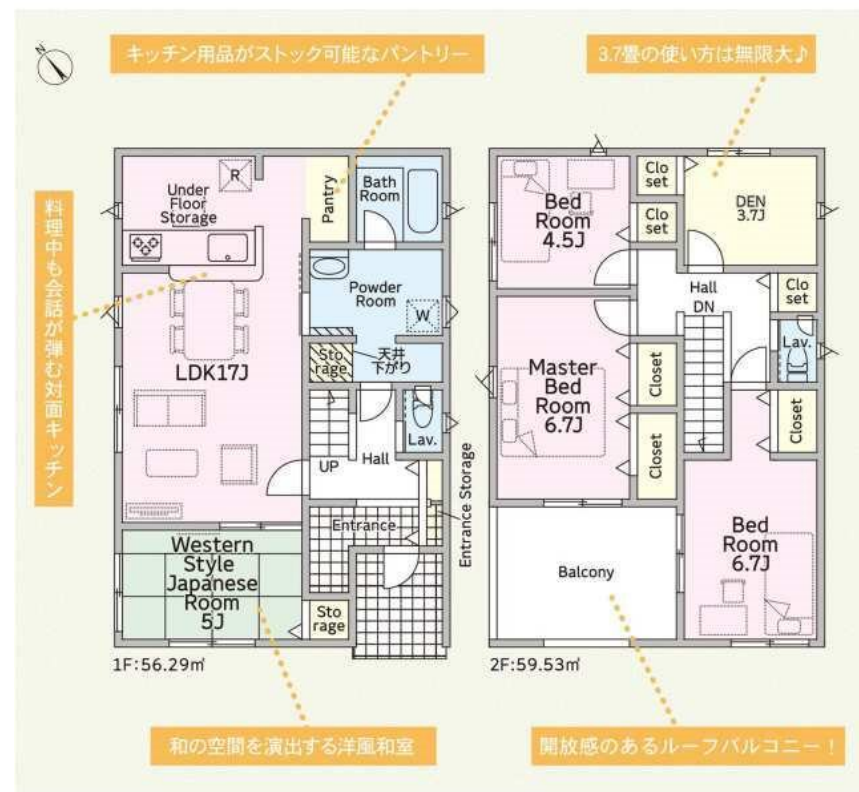 N
キッチン用品がストック可能なパントリー
3.7畳の使い方は無限大♪
料理中も会話が弾む対面キッチン
Under
Floor
Storage
R
Pantry
Bath
Room
Powder
Room
W
LDK17J
Sto
rage
天井
下がり
Lav.
UP
Hall
Entrance
Entrance Storage
Western
Style
Japanese
Room
5J
Sto
rage
1F:56.29㎡
Bed
Room
4.5J
Clo
set
Clo
set
DEN
3.7J
Hall
DN
Clo
set
Lav.
Master
Bed
Room
6.7J
Closet
Closet
Closet
Bed
Room
6.7J
Balcony
2F:59.53㎡
和の空間を演出する洋風和室
開放感のあるルーフバルコニー！